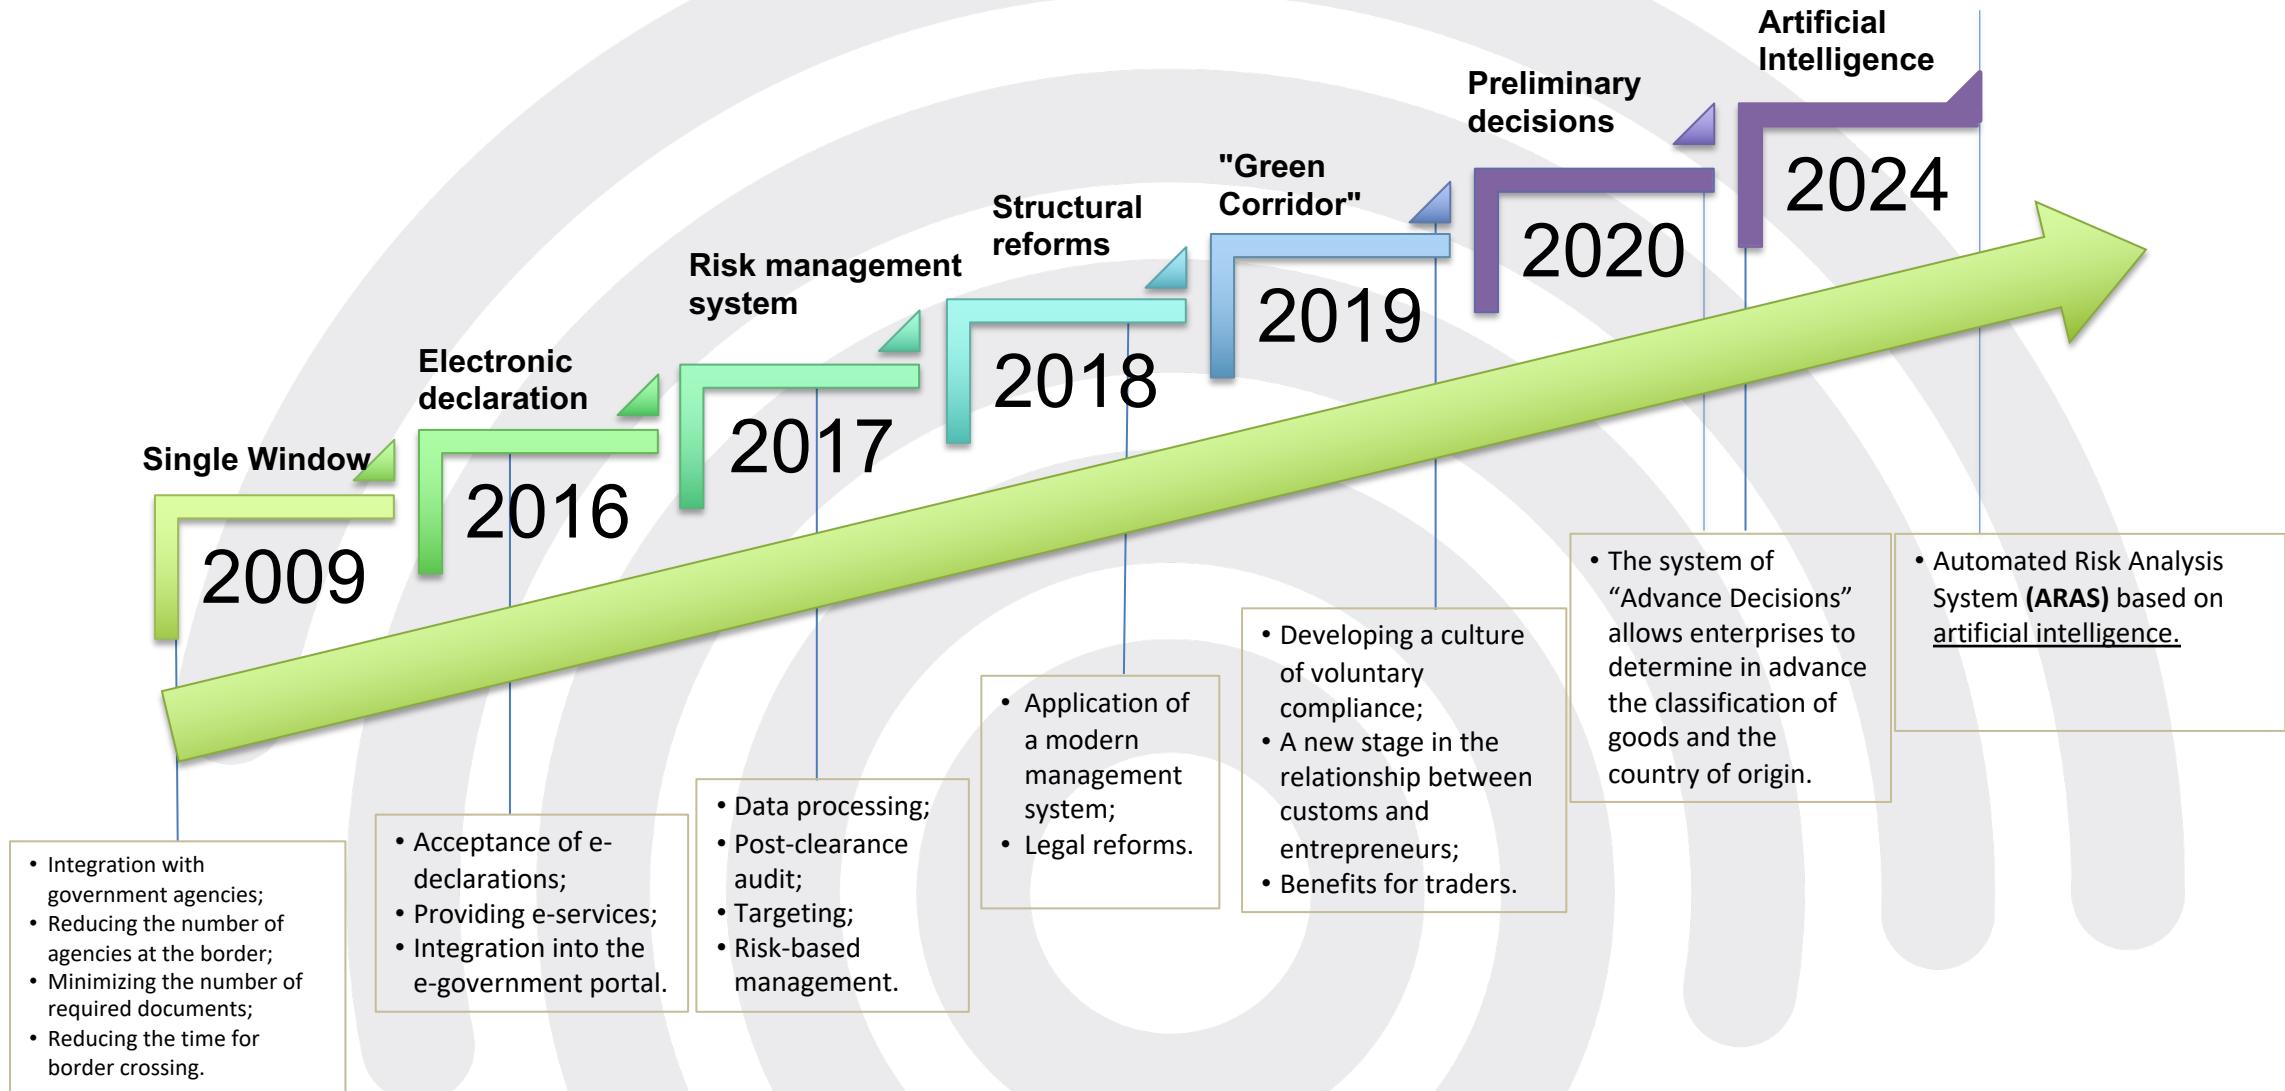 Single Window
2009
• Integration with
government agencies;
• Reducing the number of
agencies at the border;
• Minimizing the number of
required documents;
• Reducing the time for
border crossing.
Electronic
declaration
2016
• Acceptance of e-
declarations;
• Providing e-services;
• Integration into the
e-government portal.
Risk management
system
2017
• Data processing;
• Post-clearance
audit;
• Targeting;
• Risk-based
management.
Structural
reforms
2018
• Application of
a modern
management
system;
• Legal reforms.
"Green
Corridor"
2019
• Developing a culture
of voluntary
compliance;
• A new stage in the
relationship between
customs and
entrepreneurs;
• Benefits for traders.
Preliminary
decisions
2020
• The system of
“Advance Decisions”
allows enterprises to
determine in advance
the classification of
goods and the
country of origin.
Artificial
Intelligence
2024
• Automated Risk Analysis
System (ARAS) based on
artificial intelligence.